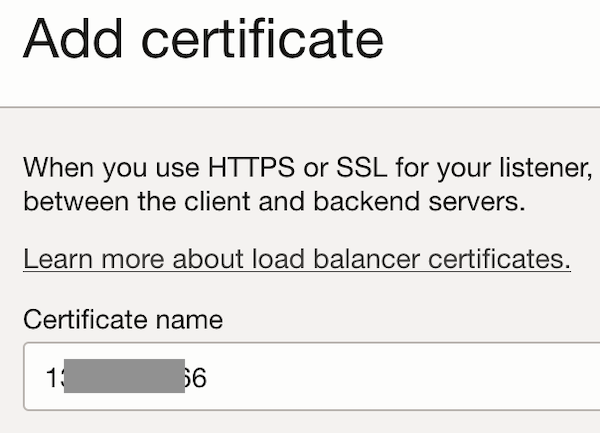 Add certificate
When you use HTTPS or SSL for your listener,
between the client and backend servers.
Learn more about load balancer certificates.
Certificate name